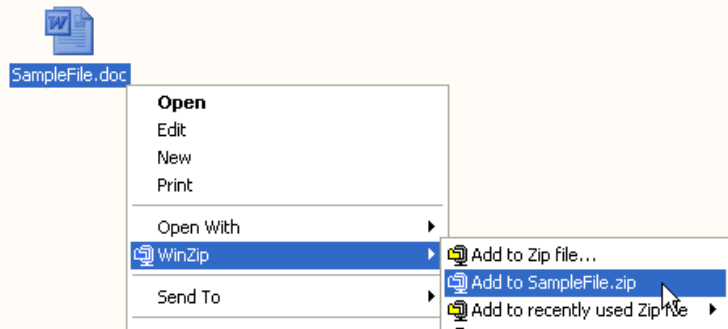 SampleFile.doc
Open
Edit
New
Print
Open With
WinZip
Add to Zip file...
Add to SampleFile.zip
Send To
Add to recently used Zip file